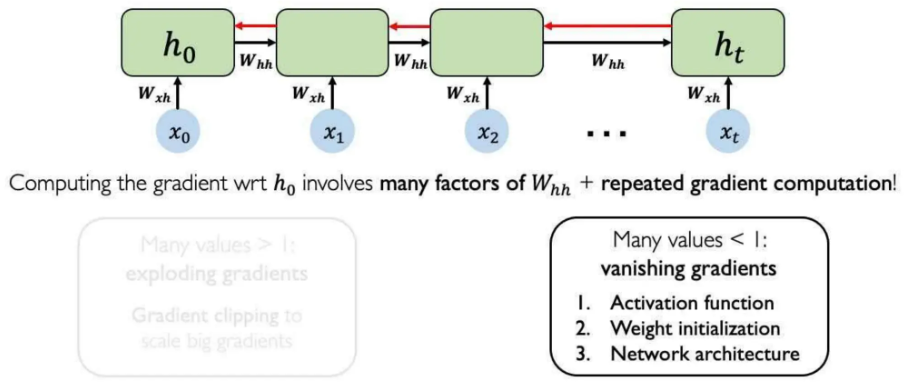 h₀ hₜ
Wₕₕ Wₕₕ Wₕₕ
Wₓₕ Wₓₕ Wₓₕ Wₓₕ
x₀ x₁ x₂ ... xₜ
Computing the gradient wrt h₀ involves many factors of Wₕₕ + repeated gradient computation!
Many values > 1:
exploding gradients
Gradient clipping to
scale big gradients
Many values < 1:
vanishing gradients
1. Activation function
2. Weight initialization
3. Network architecture